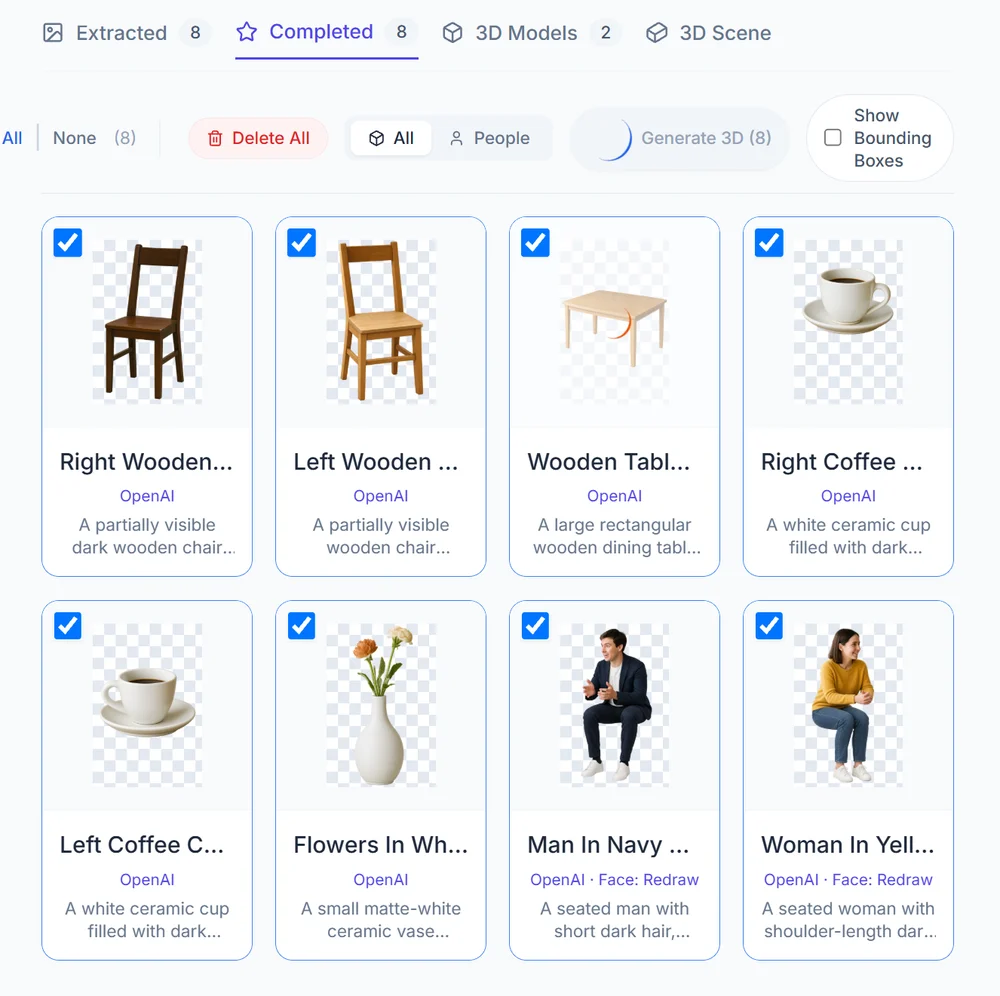 Extracted 8 Completed 8 3D Models 2 3D Scene
All None (8) Delete All All People Generate 3D (8) Show
Bounding
Boxes
Right Wooden...
OpenAI
A partially visible
dark wooden chair...
Left Wooden ...
OpenAI
A partially visible
wooden chair...
Wooden Tabl...
OpenAI
A large rectangular
wooden dining tabl...
Right Coffee ...
OpenAI
A white ceramic cup
filled with dark...
Left Coffee C...
OpenAI
A white ceramic cup
filled with dark...
Flowers In Wh...
OpenAI
A small matte-white
ceramic vase...
Man In Navy ...
OpenAI · Face: Redraw
A seated man with
short dark hair,...
Woman In Yell...
OpenAI · Face: Redraw
A seated woman with
shoulder-length dar...